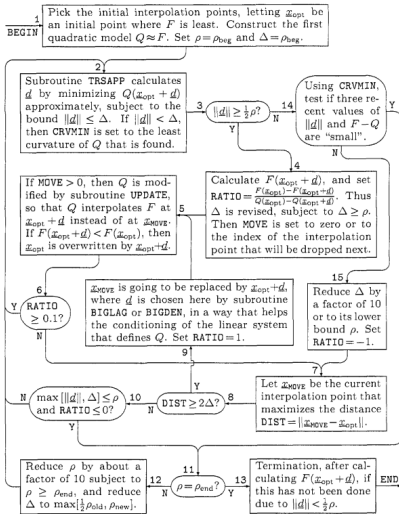 1
BEGIN
Pick the initial interpolation points, letting x_opt be
an initial point where F is least. Construct the first
quadratic model Q≈F. Set ρ=ρ_beg and Δ=ρ_beg.
2
Subroutine TRSAPP calculates
d by minimizing Q(x_opt + d)
approximately, subject to the
bound ||d|| ≤ Δ. If ||d|| < Δ,
then CRVMIN is set to the least
curvature of Q that is found.
3
||d|| ≥ ½ρ?
N
Y
14
Using CRVMIN,
test if three re-
cent values of
||d|| and F−Q
are “small”.
Y
N
4
Calculate F(x_opt + d), and set
RATIO= F(x_opt)−F(x_opt+d) / Q(x_opt)−Q(x_opt+d). Thus
Δ is revised, subject to Δ ≥ ρ.
Then MOVE is set to zero or to
the index of the interpolation
point that will be dropped next.
5
If MOVE > 0, then Q is mod-
ified by subroutine UPDATE,
so that Q interpolates F at
x_opt + d instead of at x_MOVE.
If F(x_opt+d) < F(x_opt), then
x_opt is overwritten by x_opt+d.
6
Y
RATIO
≥ 0.1?
N
x_MOVE is going to be replaced by x_opt+d,
where d is chosen here by subroutine
BIGLAG or BIGDEN, in a way that helps
the conditioning of the linear system
that defines Q. Set RATIO=1.
9
15
Reduce Δ by
a factor of 10
or to its lower
bound ρ. Set
RATIO=−1.
7
Let x_MOVE be the current
interpolation point that
maximizes the distance
DIST=||x_MOVE−x_opt||.
8
Y
DIST ≥ 2Δ?
N
10
N
max [||d||, Δ] ≤ ρ
and RATIO ≤ 0?
Y
11
ρ=ρ_end?
N
12
Y
13
Reduce ρ by about a
factor of 10 subject to
ρ ≥ ρ_end, and reduce
Δ to max[½ρ_old, ρ_new].
Termination, after cal-
culating F(x_opt+d), if
this has not been done
due to ||d|| < ½ρ.
END